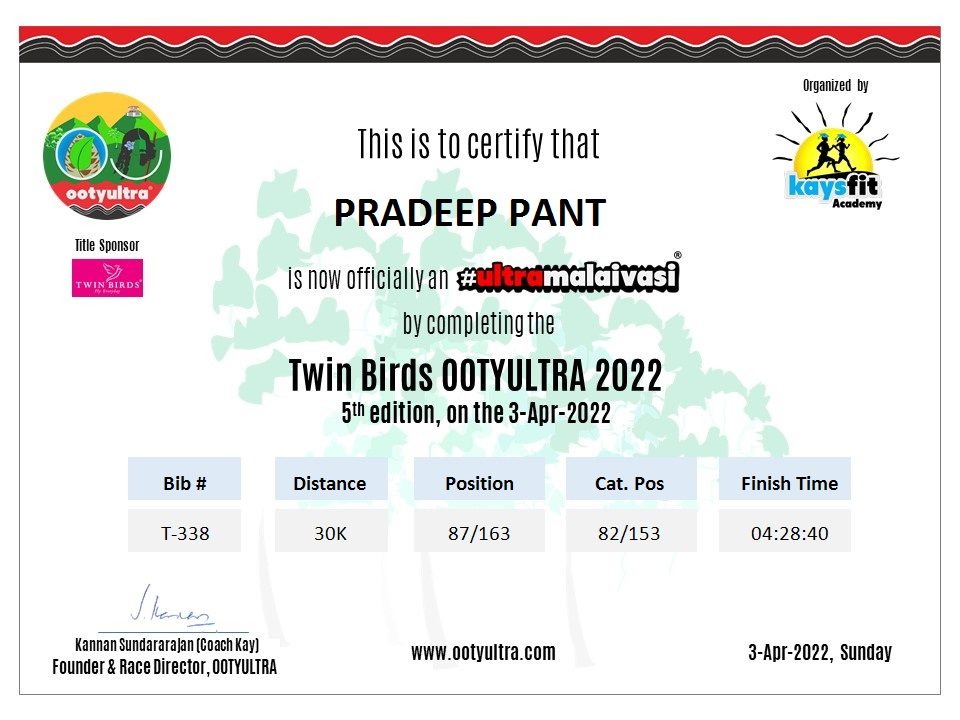 Organized by
kaysfit
Academy
ootyultra®
Title Sponsor
TWIN BIRDS®
Fly Everyday
This is to certify that
PRADEEP PANT
is now officially an #ultramalaivasi®
by completing the
Twin Birds OOTYULTRA 2022
5th edition, on the 3-Apr-2022
Bib # Distance Position Cat. Pos Finish Time
T-338 30K 87/163 82/153 04:28:40
Kannan Sundararajan (Coach Kay)
Founder & Race Director, OOTYULTRA
www.ootyultra.com
3-Apr-2022, Sunday